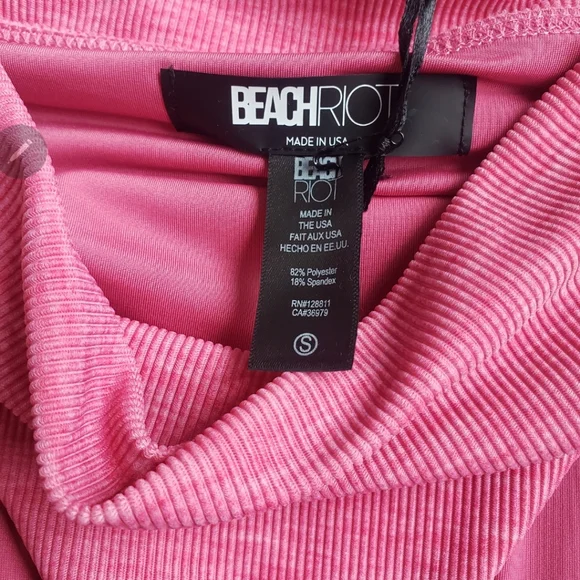 BEACHRIOT
MADE IN USA
BEACH
RIOT
MADE IN
THE USA
FAIT AUX USA
HECHO EN EE.UU.
82% Polyester
18% Spandex
RN#128811
CA#36979
S